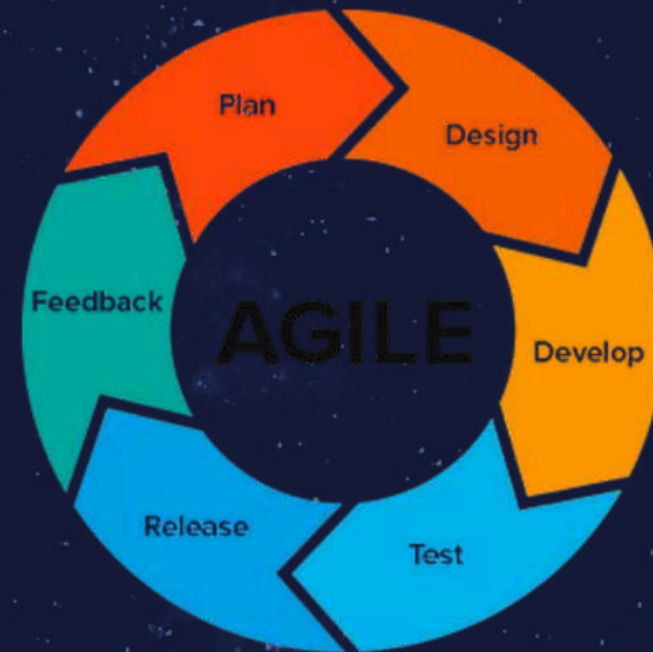 Plan
Design
Feedback
AGILE
Develop
Release
Test